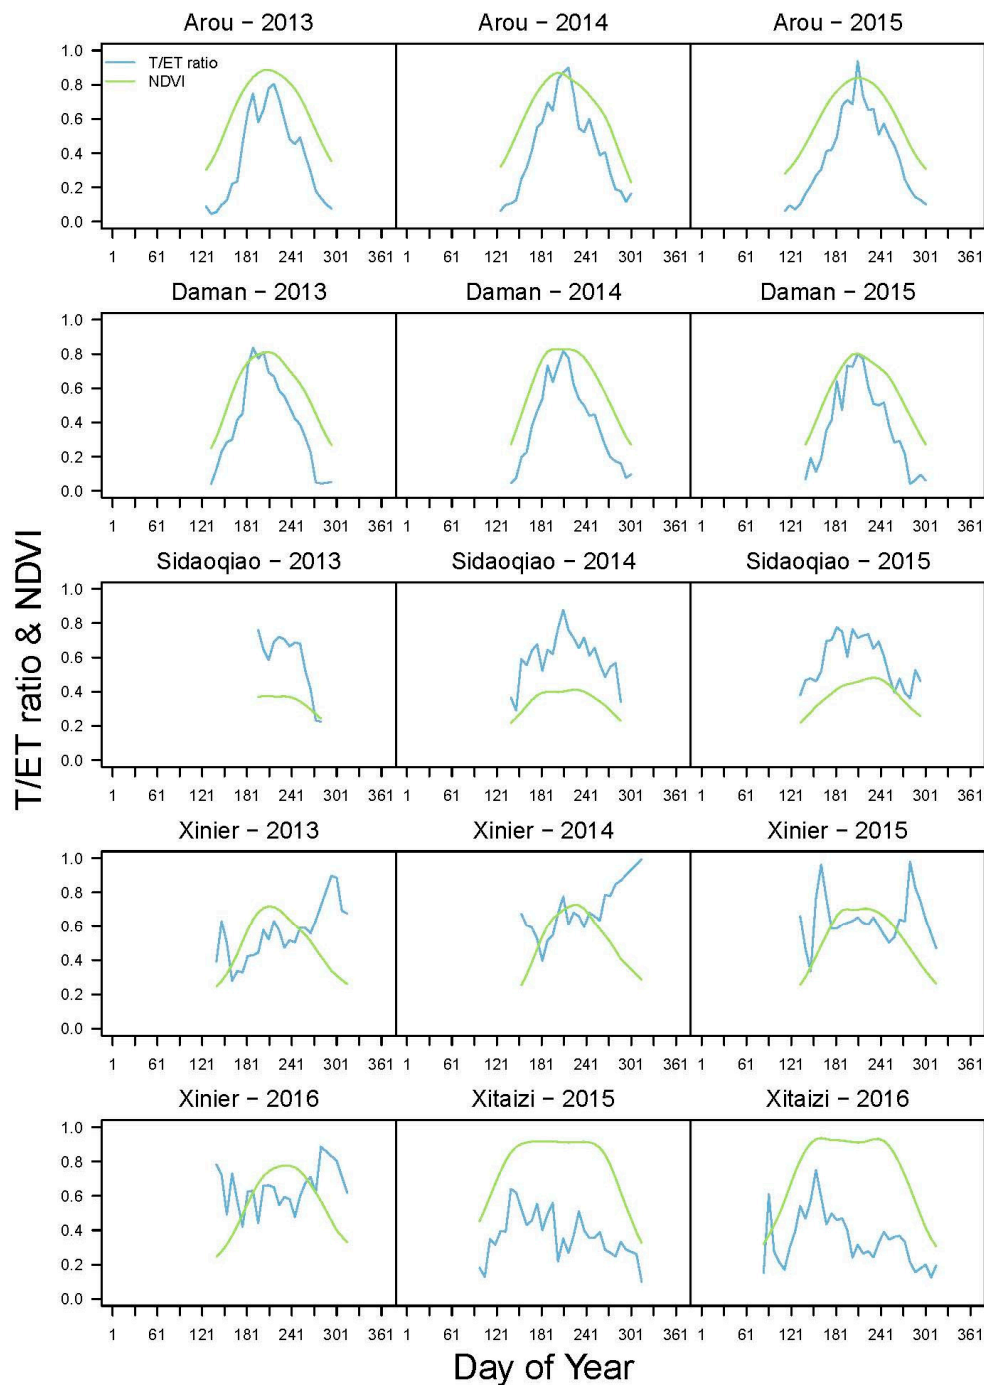 Arou − 2013 Arou − 2014 Arou − 2015
1.0
T/ET ratio
NDVI
0.8
0.6
0.4
0.2
0.0
1 61 121 181 241 301 361 1 61 121 181 241 301 361 1 61 121 181 241 301 361
Daman − 2013 Daman − 2014 Daman − 2015
1.0
0.8
0.6
0.4
0.2
0.0
1 61 121 181 241 301 361 1 61 121 181 241 301 361 1 61 121 181 241 301 361
Sidaoqiao − 2013 Sidaoqiao − 2014 Sidaoqiao − 2015
1.0
0.8
0.6
0.4
0.2
0.0
1 61 121 181 241 301 361 1 61 121 181 241 301 361 1 61 121 181 241 301 361
T/ET ratio & NDVI
Xinier − 2013 Xinier − 2014 Xinier − 2015
1.0
0.8
0.6
0.4
0.2
0.0
1 61 121 181 241 301 361 1 61 121 181 241 301 361 1 61 121 181 241 301 361
Xinier − 2016 Xitaizi − 2015 Xitaizi − 2016
1.0
0.8
0.6
0.4
0.2
0.0
1 61 121 181 241 301 361 1 61 121 181 241 301 361 1 61 121 181 241 301 361
Day of Year